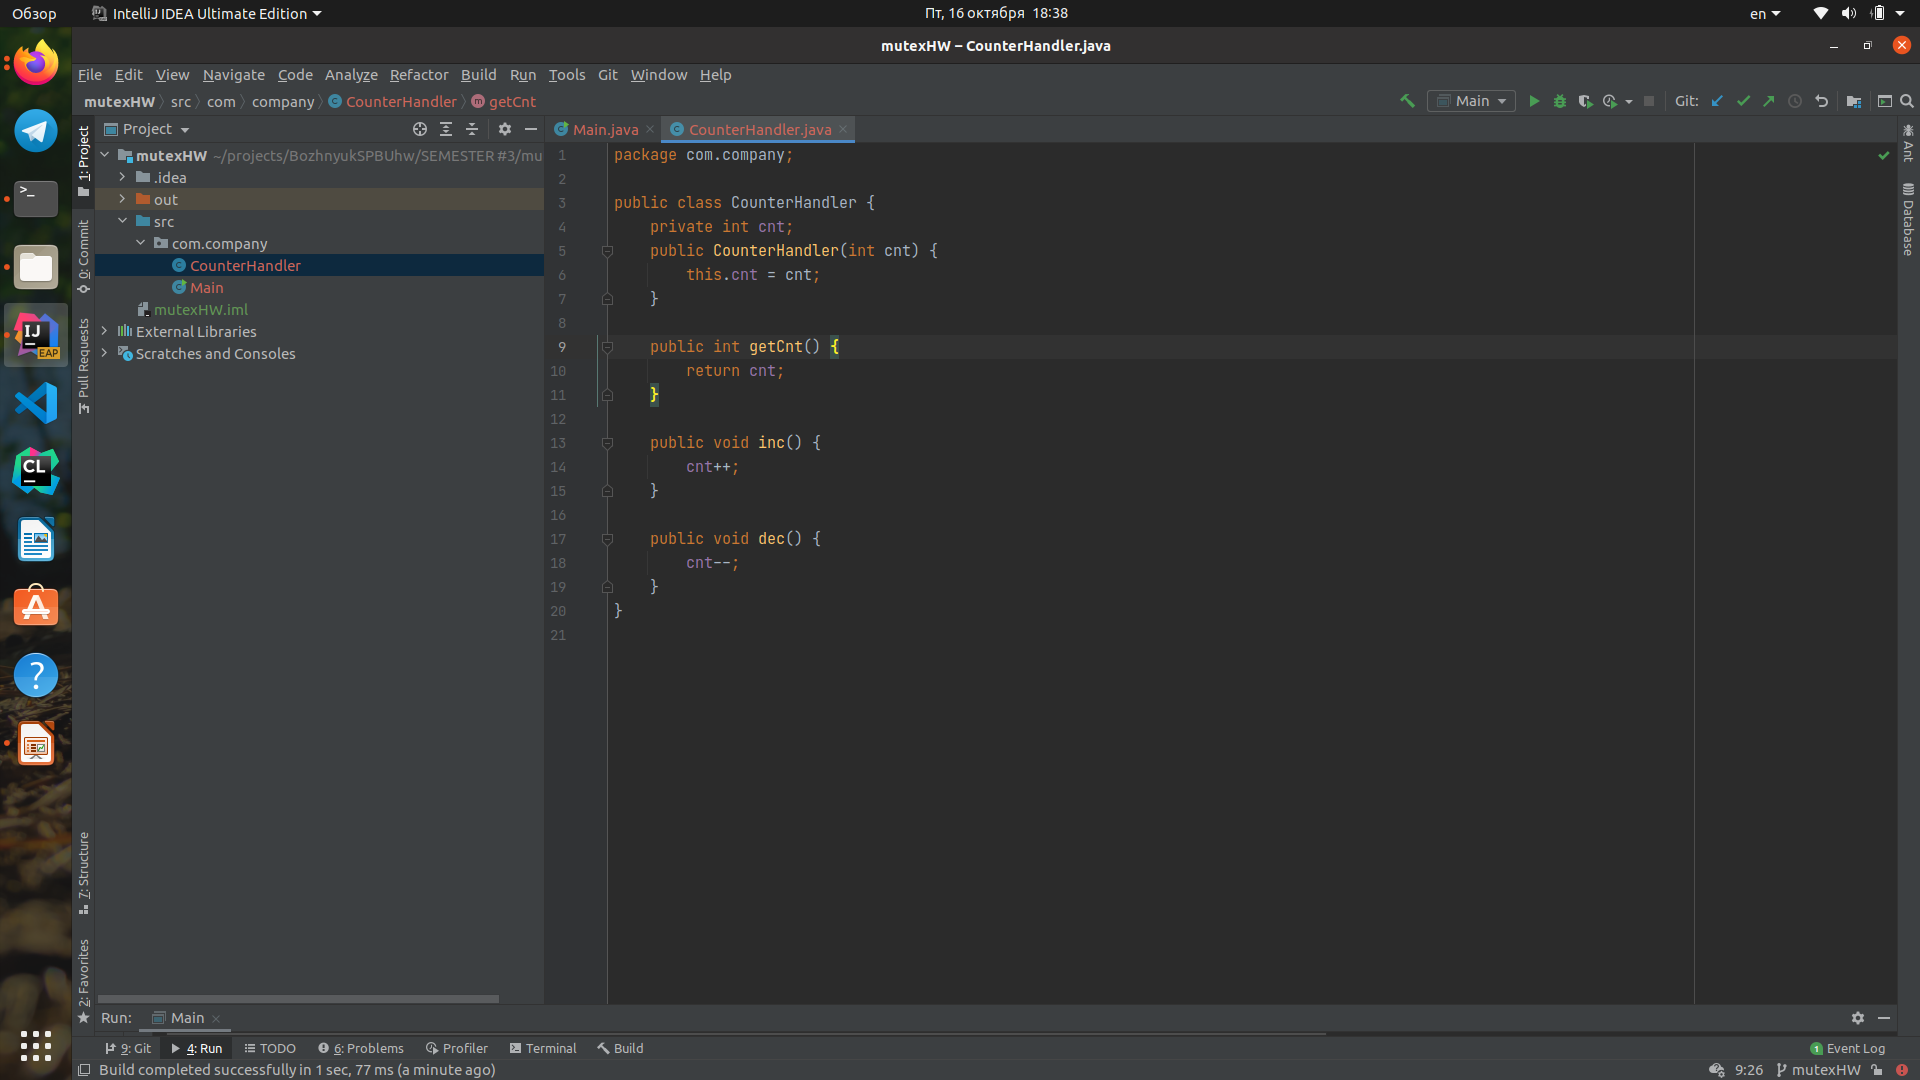 Обзор
IntelliJ IDEA Ultimate Edition
Пт, 16 октября 18:38
en
mutexHW – CounterHandler.java
File Edit View Navigate Code Analyze Refactor Build Run Tools Git Window Help
mutexHW src com company CounterHandler getCnt
Main
Git:
Project
Main.java
CounterHandler.java
mutexHW ~/projects/BozhnyukSPBUhw/SEMESTER #3/mu
.idea
out
src
com.company
CounterHandler
Main
mutexHW.iml
External Libraries
Scratches and Consoles
1: Project
0: Commit
Pull Requests
7: Structure
2: Favorites
Ant
Database
IJ
EAP
CL
1 package com.company;
2
3 public class CounterHandler {
4 private int cnt;
5 public CounterHandler(int cnt) {
6 this.cnt = cnt;
7 }
8
9 public int getCnt() {
10 return cnt;
11 }
12
13 public void inc() {
14 cnt++;
15 }
16
17 public void dec() {
18 cnt--;
19 }
20 }
21
Run: Main
9: Git 4: Run TODO 6: Problems Profiler Terminal Build
1 Event Log
Build completed successfully in 1 sec, 77 ms (a minute ago)
9:26 mutexHW